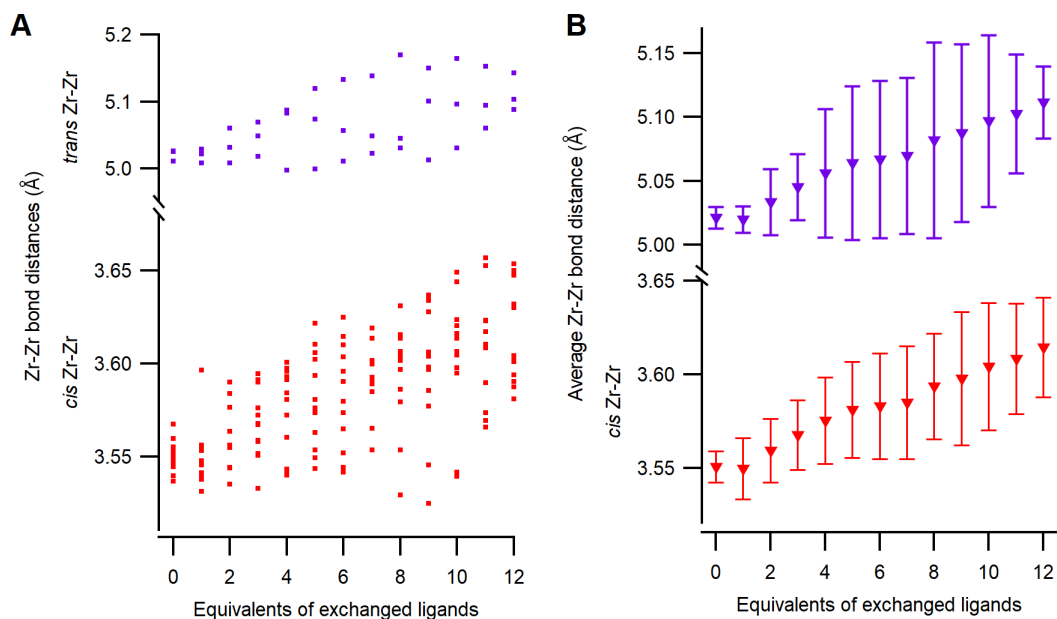 A
Zr-Zr bond distances (Å)
trans Zr-Zr
cis Zr-Zr
5.2
5.1
5.0
3.65
3.60
3.55
0 2 4 6 8 10 12
Equivalents of exchanged ligands
B
Average Zr-Zr bond distance (Å)
cis Zr-Zr
5.15
5.10
5.05
5.00
3.65
3.60
3.55
0 2 4 6 8 10 12
Equivalents of exchanged ligands